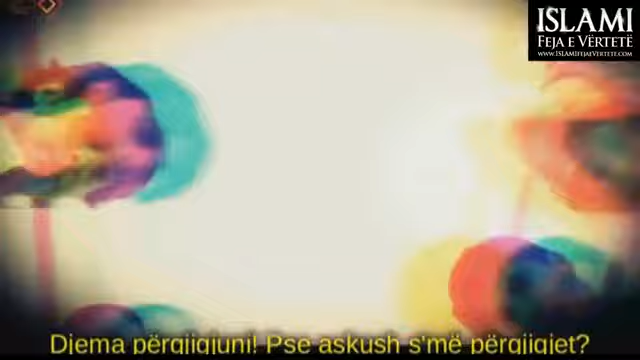 ISLAMI
FEJA E VËRTETË
WWW.ISLAMIFEJAEVERTETE.COM
Djema përgjigjuni! Pse askush s'më përgjigjet?